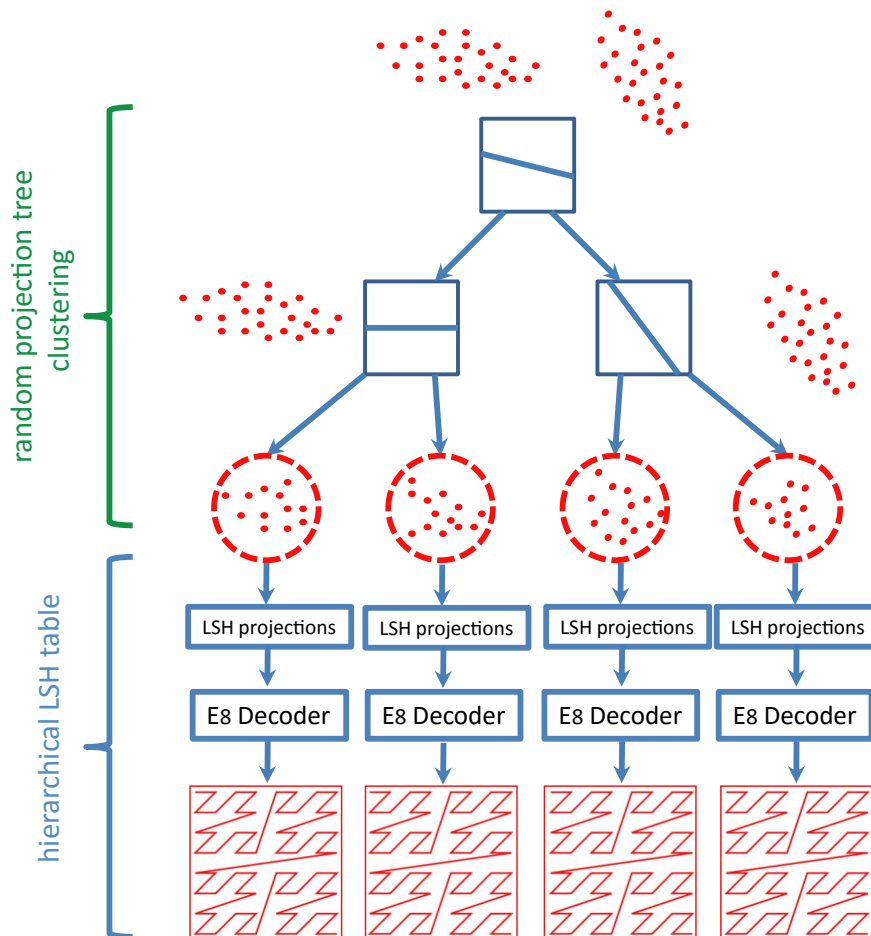 random projection tree
clustering
hierarchical LSH table
LSH projections
LSH projections
LSH projections
LSH projections
E8 Decoder
E8 Decoder
E8 Decoder
E8 Decoder